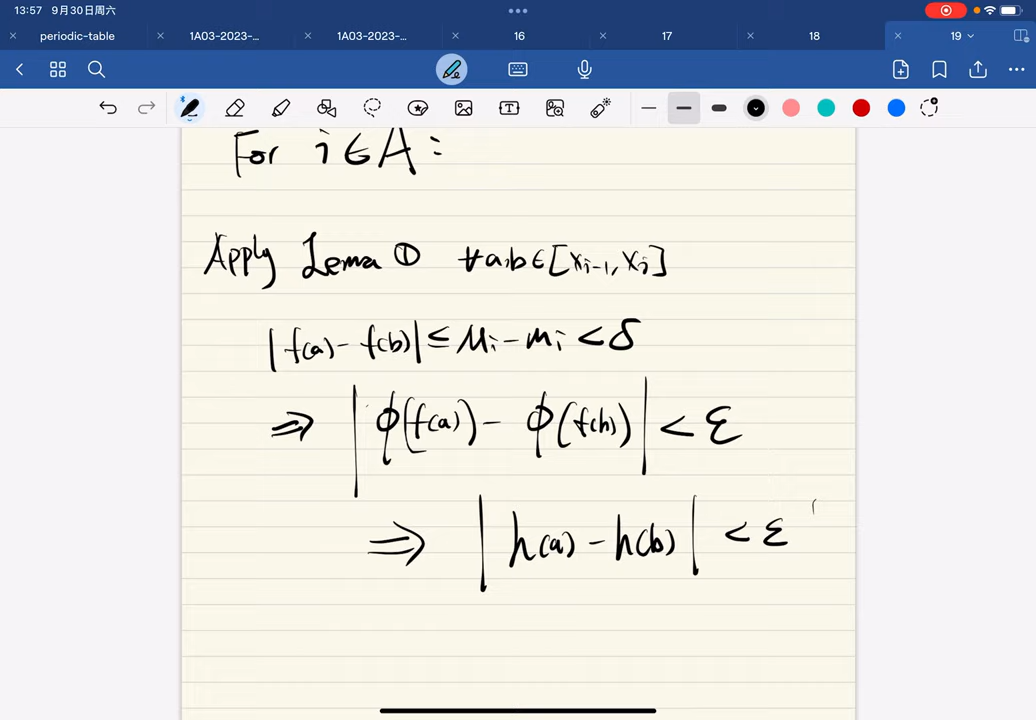 13:57 9月30日周六
periodic-table 1A03-2023-... 1A03-2023-... 16 17 18 19
For i ∈ A :
Apply Lema ① ∀a,b ∈ [xᵢ₋₁, xᵢ]
|f(a) - f(b)| ≤ Mᵢ - mᵢ < δ
⇒ |ϕ(f(a)) - ϕ(f(b))| < ε
⇒ |h(a) - h(b)| < ε